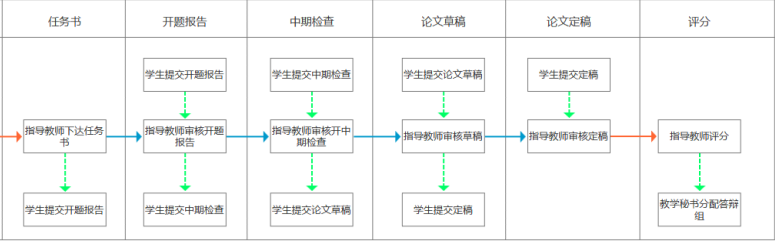 任务书
开题报告
中期检查
论文草稿
论文定稿
评分
学生提交开题报告
学生提交中期检查
学生提交论文草稿
学生提交定稿
指导教师下达任务
书
指导教师审核开题
报告
指导教师审核开中
期检查
指导教师审核草稿
指导教师审核定稿
指导教师评分
学生提交开题报告
学生提交中期检查
学生提交论文草稿
学生提交定稿
教学秘书分配答辩
组